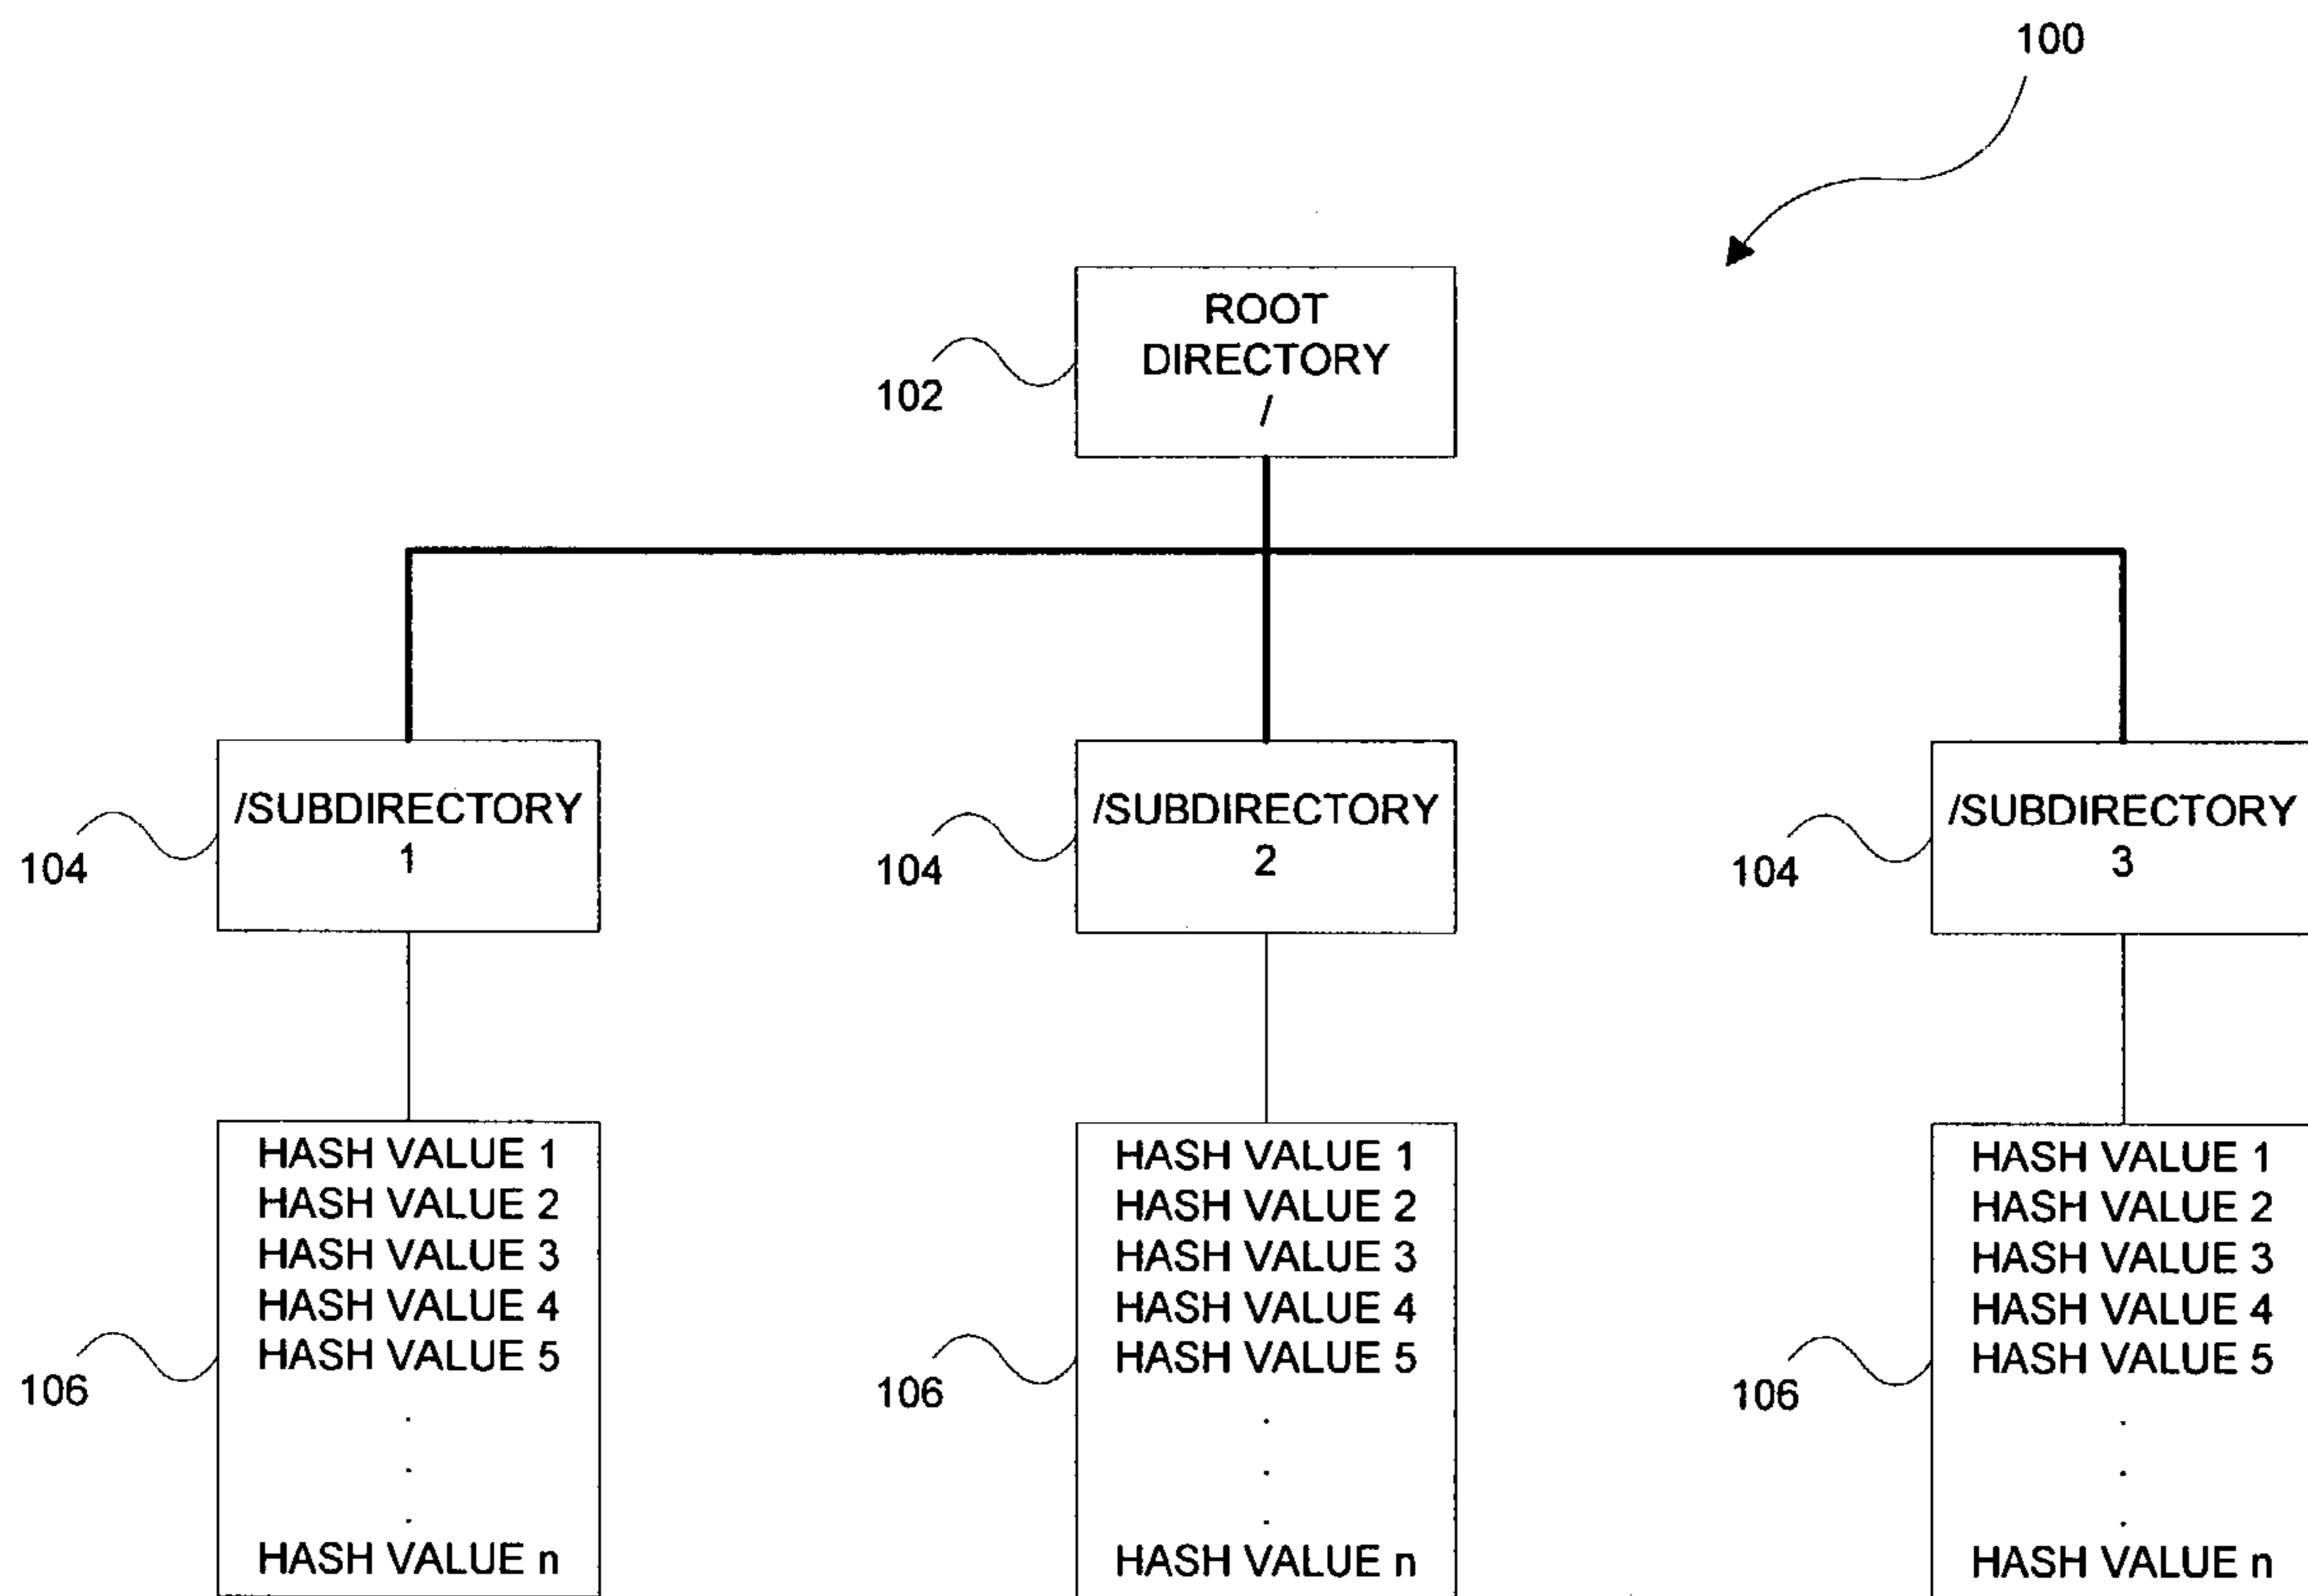 100
ROOT
DIRECTORY
/
102
/SUBDIRECTORY
1
104
/SUBDIRECTORY
2
104
/SUBDIRECTORY
3
104
HASH VALUE 1
HASH VALUE 2
HASH VALUE 3
HASH VALUE 4
HASH VALUE 5
.
.
.
HASH VALUE n
106
HASH VALUE 1
HASH VALUE 2
HASH VALUE 3
HASH VALUE 4
HASH VALUE 5
.
.
.
HASH VALUE n
106
HASH VALUE 1
HASH VALUE 2
HASH VALUE 3
HASH VALUE 4
HASH VALUE 5
.
.
.
HASH VALUE n
106